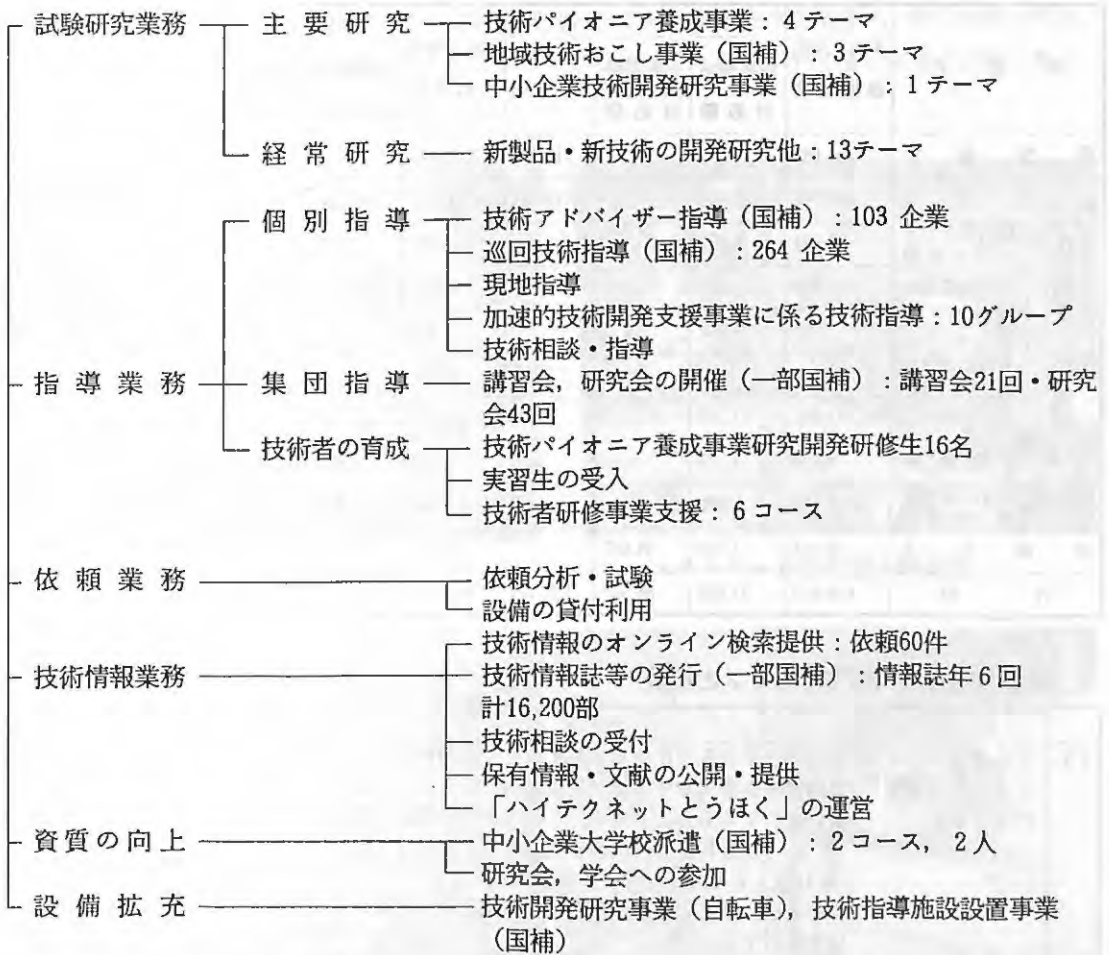 試験研究業務
主要研究
技術パイオニア養成事業：4テーマ
地域技術おこし事業（国補）：3テーマ
中小企業技術開発研究事業（国補）：1テーマ
経常研究
新製品・新技術の開発研究他：13テーマ
個別指導
技術アドバイザー指導（国補）：103 企業
巡回技術指導（国補）：264 企業
現地指導
加速的技術開発支援事業に係る技術指導：10グループ
技術相談・指導
指導業務
集団指導
講習会，研究会の開催（一部国補）：講習会21回・研究
会43回
技術者の育成
技術パイオニア養成事業研究開発研修生16名
実習生の受入
技術者研修事業支援：6コース
依頼業務
依頼分析・試験
設備の貸付利用
技術情報業務
技術情報のオンライン検索提供：依頼60件
技術情報誌等の発行（一部国補）：情報誌年6回
計16,200部
技術相談の受付
保有情報・文献の公開・提供
「ハイテクネットとうほく」の運営
資質の向上
中小企業大学校派遣（国補）：2コース，2人
研究会，学会への参加
設備拡充
技術開発研究事業（自転車），技術指導施設設置事業
（国補）